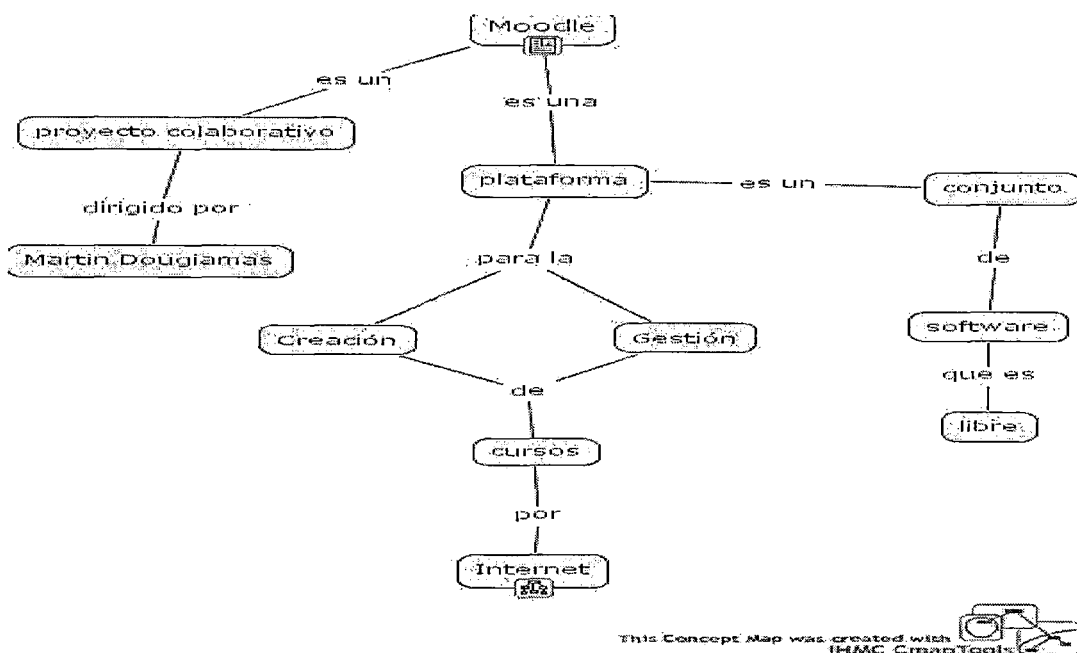 Moodle
es un
es una
proyecto colaborativo
plataforma
es un
conjunto
dirigido por
Martin Dougiamas
para la
de
Creación
Gestión
software
de
que es
libre
cursos
por
Internet
This Concept Map was created with
IHMC CmapTools